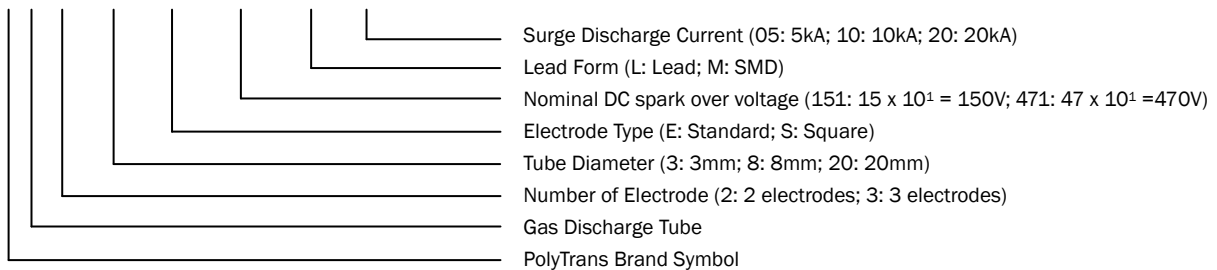 Surge Discharge Current (05: 5kA; 10: 10kA; 20: 20kA)
Lead Form (L: Lead; M: SMD)
Nominal DC spark over voltage (151: 15 x 10¹ = 150V; 471: 47 x 10¹ =470V)
Electrode Type (E: Standard; S: Square)
Tube Diameter (3: 3mm; 8: 8mm; 20: 20mm)
Number of Electrode (2: 2 electrodes; 3: 3 electrodes)
Gas Discharge Tube
PolyTrans Brand Symbol